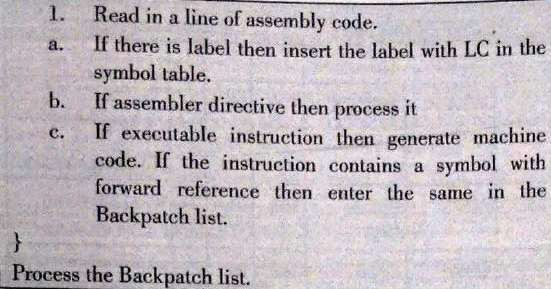 1. Read in a line of assembly code.
a. If there is label then insert the label with LC in the
symbol table.
b. If assembler directive then process it
c. If executable instruction then generate machine
code. If the instruction contains a symbol with
forward reference then enter the same in the
Backpatch list.
}
Process the Backpatch list.